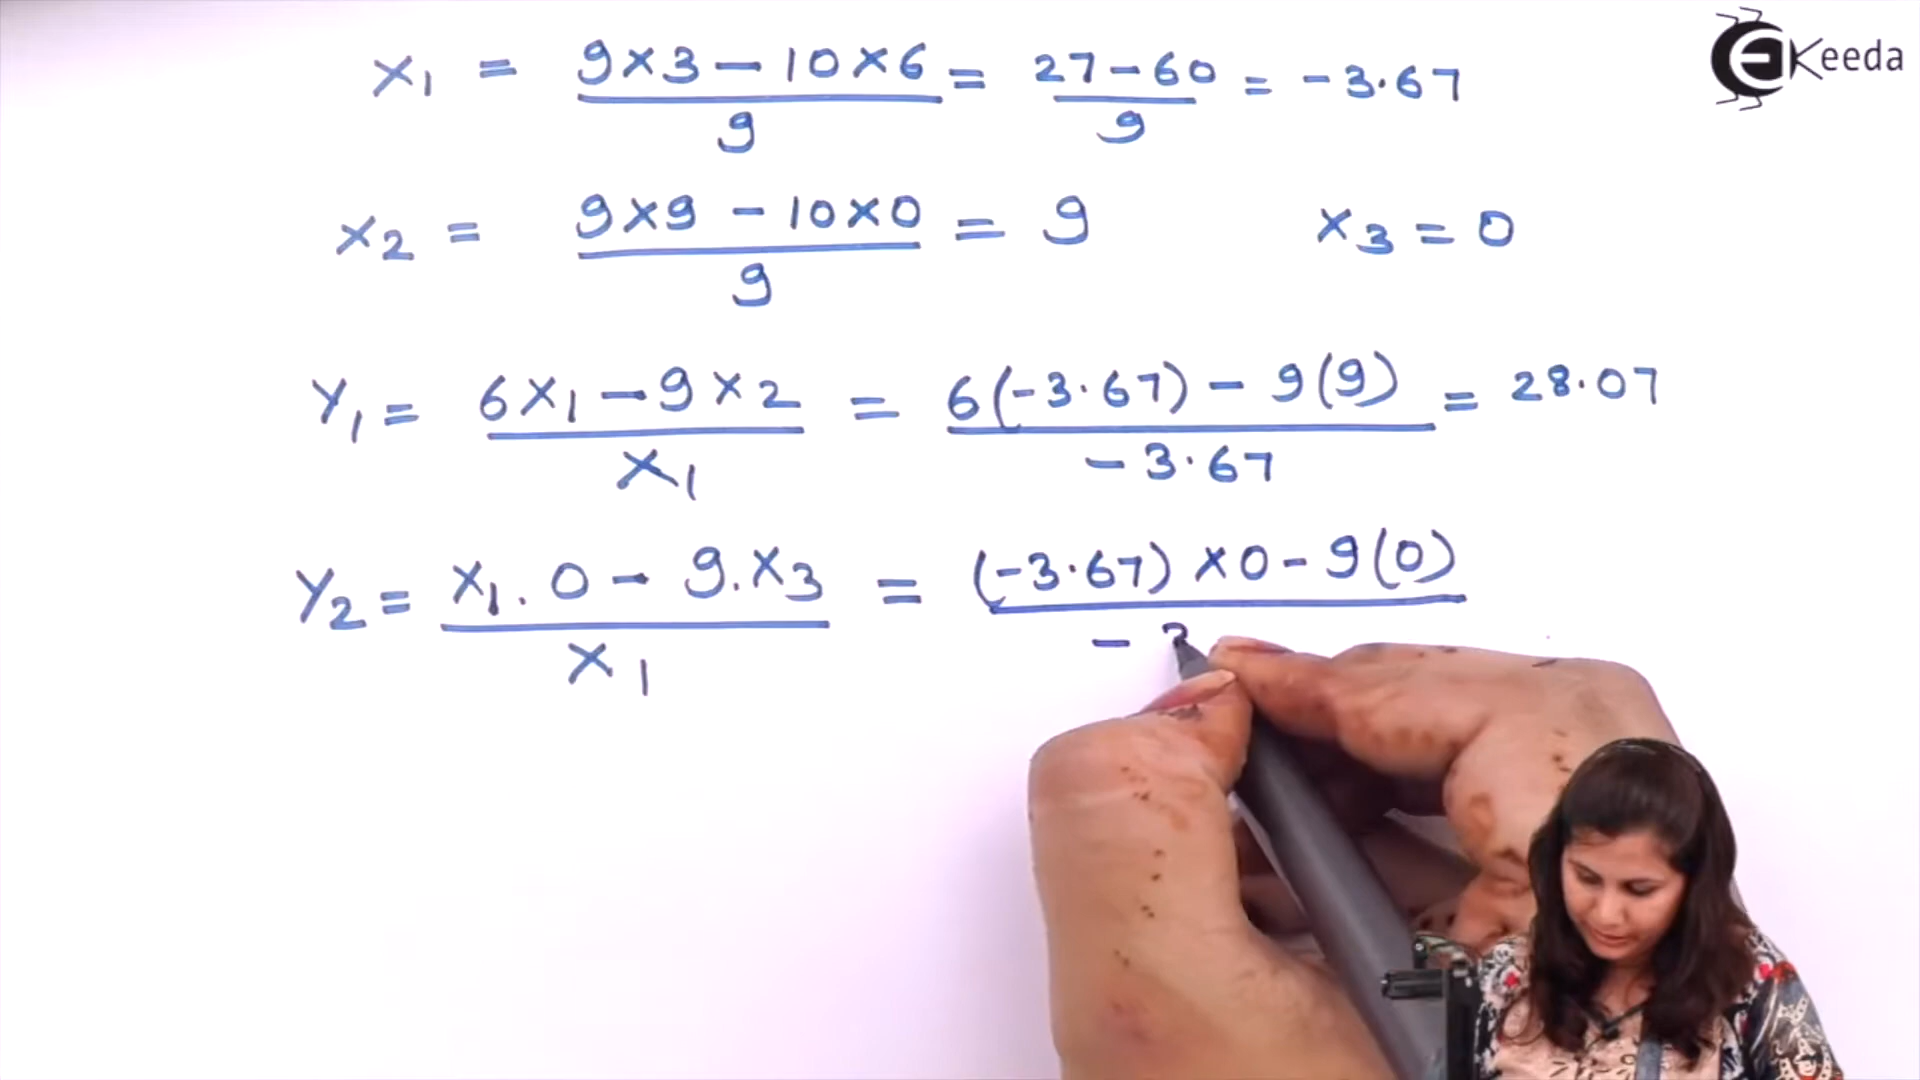 Keeda
X1 = 9×3 − 10×6 / 9 = 27−60 / 9 = −3.67
X2 = 9×9 − 10×0 / 9 = 9 X3 = 0
Y1 = 6X1 − 9X2 / X1 = 6(−3.67) − 9(9) / −3.67 = 28.07
Y2 = X1.0 − 9.X3 / X1 = (−3.67)×0 − 9(0) / −